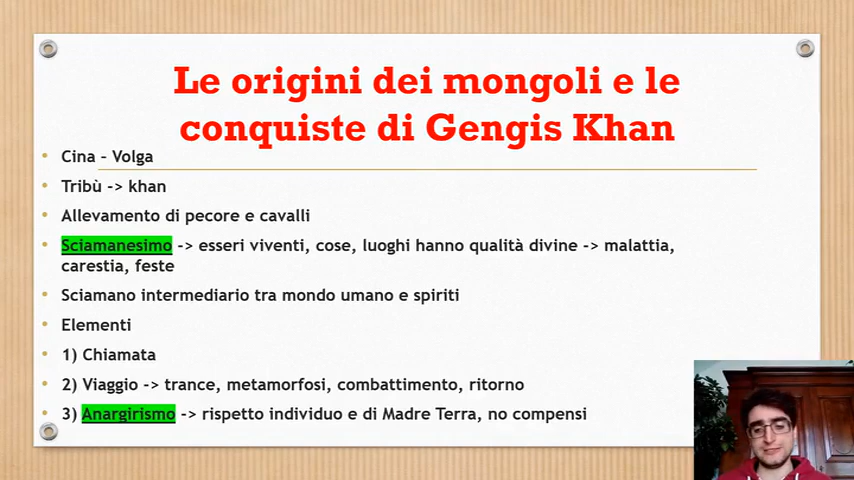 Le origini dei mongoli e le
conquiste di Gengis Khan
Cina – Volga
Tribù -> khan
Allevamento di pecore e cavalli
Sciamanesimo -> esseri viventi, cose, luoghi hanno qualità divine -> malattia,
carestia, feste
Sciamano intermediario tra mondo umano e spiriti
Elementi
1) Chiamata
2) Viaggio -> trance, metamorfosi, combattimento, ritorno
3) Anargirismo -> rispetto individuo e di Madre Terra, no compensi